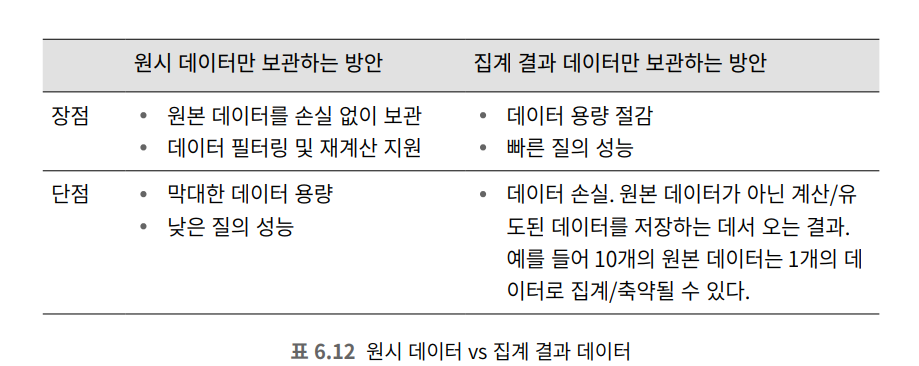 원시 데이터만 보관하는 방안 집계 결과 데이터만 보관하는 방안
장점
• 원본 데이터를 손실 없이 보관
• 데이터 필터링 및 재계산 지원
• 데이터 용량 절감
• 빠른 질의 성능
단점
• 막대한 데이터 용량
• 낮은 질의 성능
• 데이터 손실. 원본 데이터가 아닌 계산/유
도된 데이터를 저장하는 데서 오는 결과.
예를 들어 10개의 원본 데이터는 1개의 데
이터로 집계/축약될 수 있다.
표 6.12 원시 데이터 vs 집계 결과 데이터